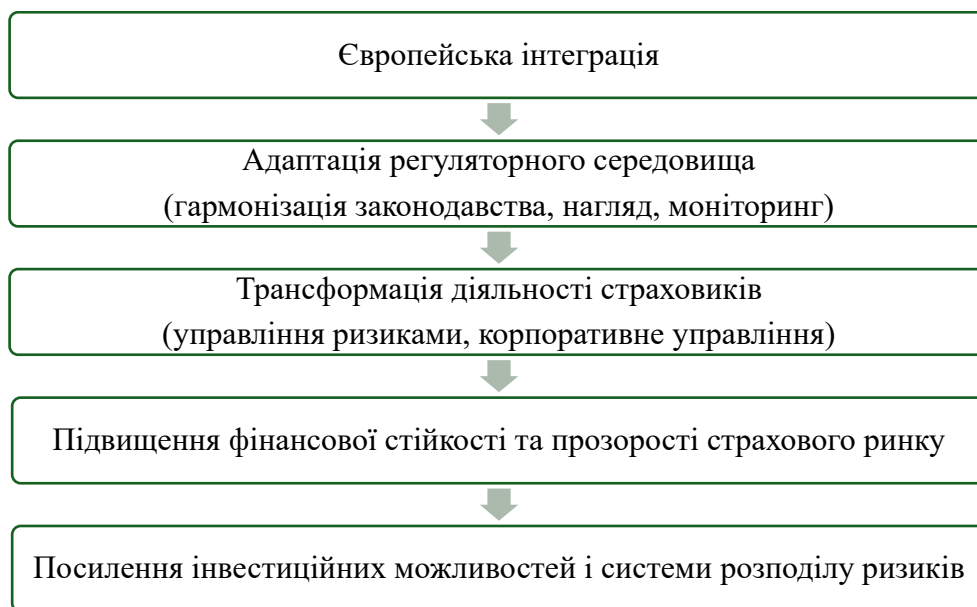 Європейська інтеграція
Адаптація регуляторного середовища
(гармонізація законодавства, нагляд, моніторинг)
Трансформація діяльності страховиків
(управління ризиками, корпоративне управління)
Підвищення фінансової стійкості та прозорості страхового ринку
Посилення інвестиційних можливостей і системи розподілу ризиків